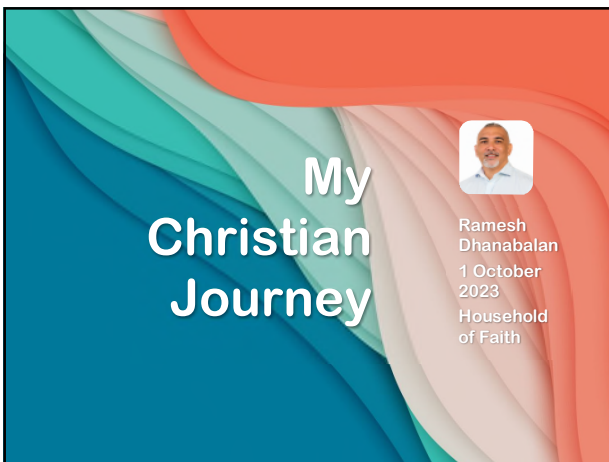 My
Christian
Journey
Ramesh
Dhanabalan
1 October
2023
Household
of Faith